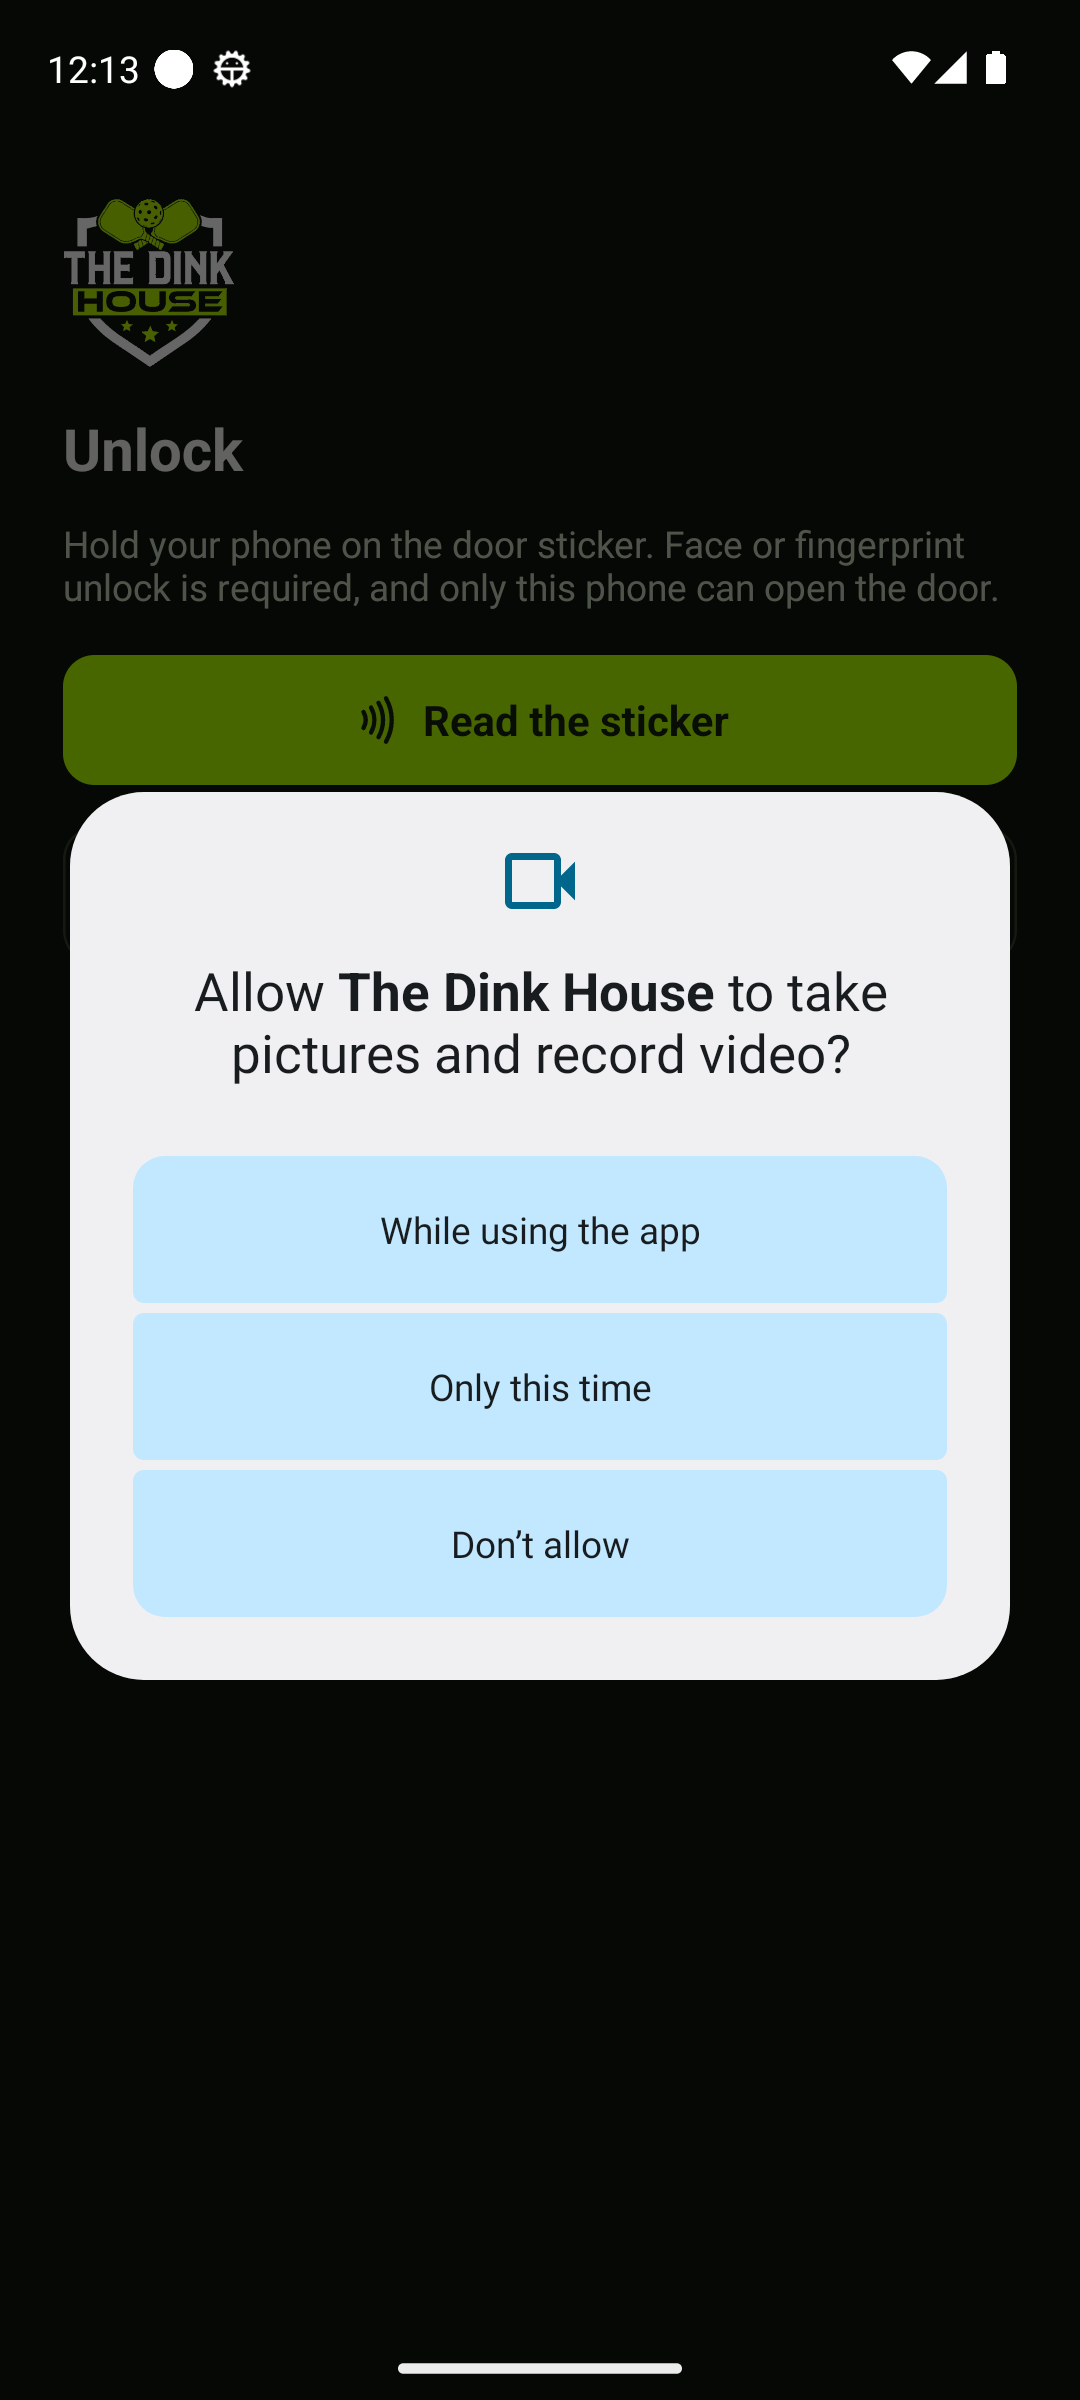 12:13
THE DINK
HOUSE
Unlock
Hold your phone on the door sticker. Face or fingerprint
unlock is required, and only this phone can open the door.
Read the sticker
Allow The Dink House to take
pictures and record video?
While using the app
Only this time
Don’t allow